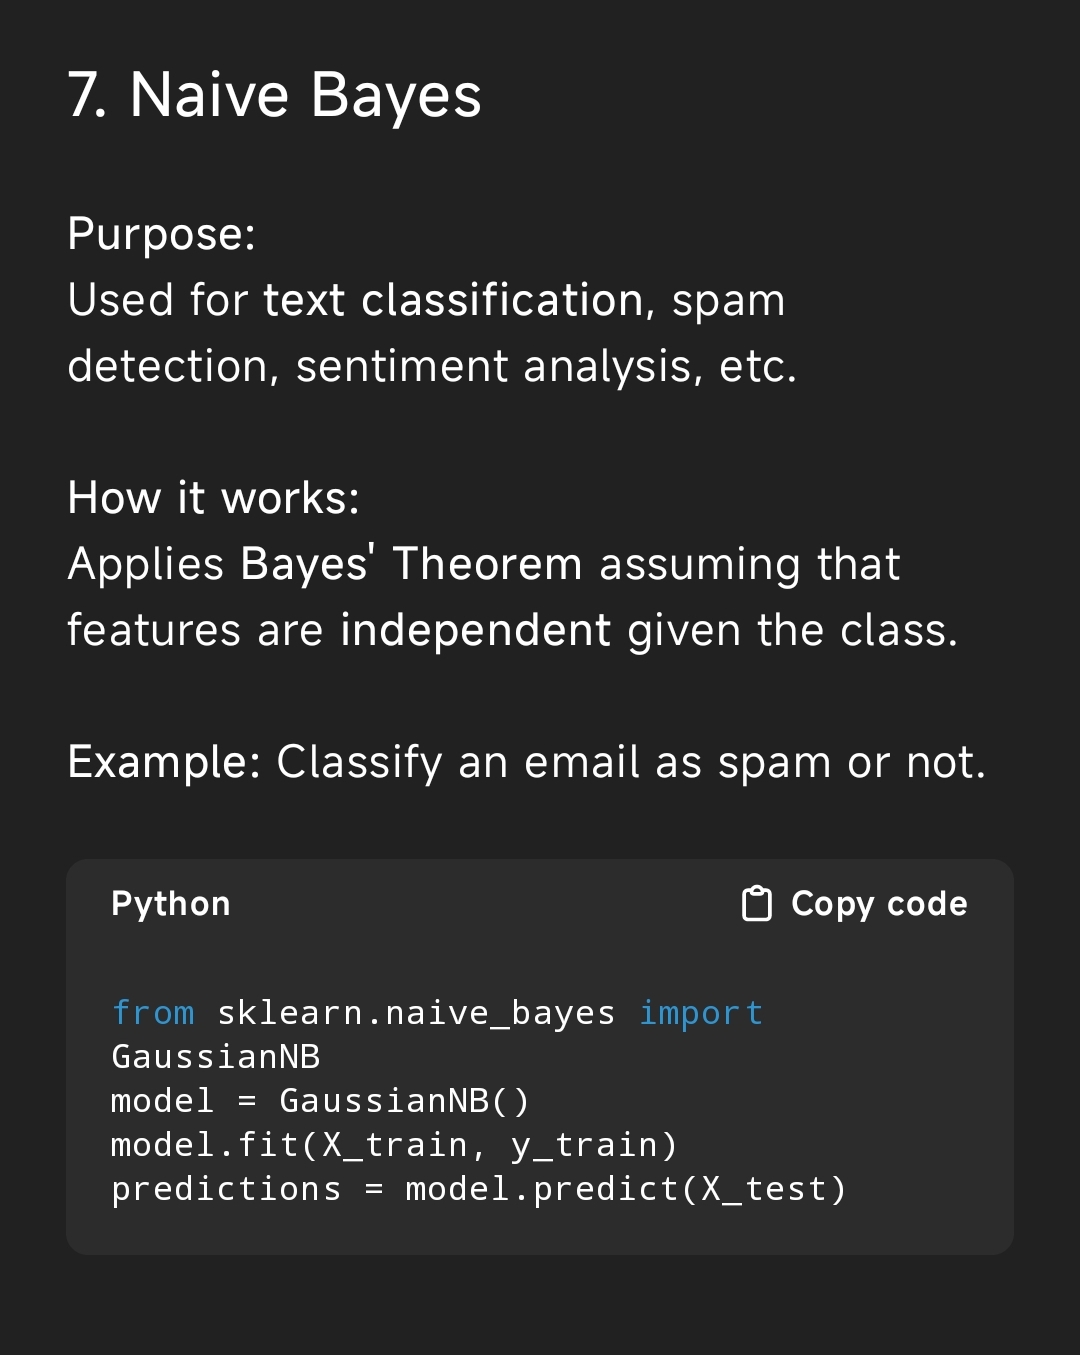 7. Naive Bayes
Purpose:
Used for text classification, spam
detection, sentiment analysis, etc.
How it works:
Applies Bayes' Theorem assuming that
features are independent given the class.
Example: Classify an email as spam or not.
Python
Copy code
from sklearn.naive_bayes import
GaussianNB
model = GaussianNB()
model.fit(X_train, y_train)
predictions = model.predict(X_test)